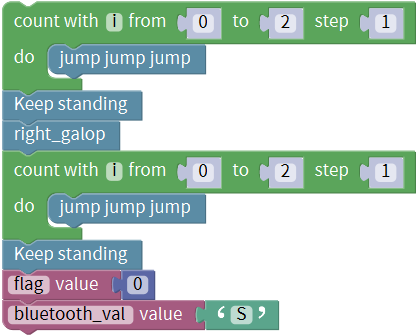 count with i from 0 to 2 step 1
do jump jump jump
Keep standing
right_galop
count with i from 0 to 2 step 1
do jump jump jump
Keep standing
flag value 0
bluetooth_val value ‘ S ’